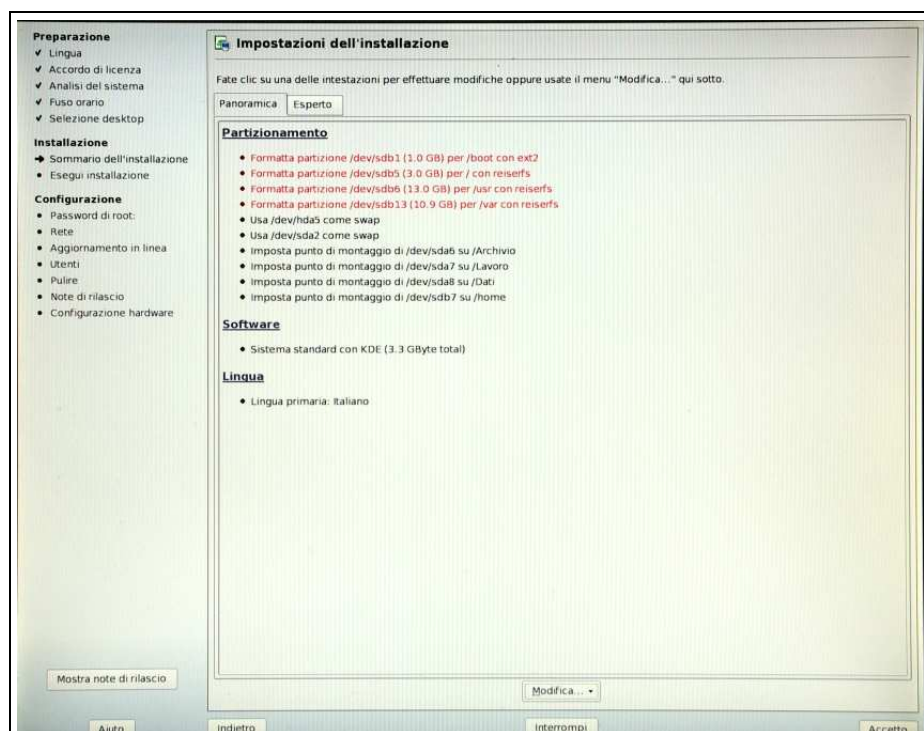 Preparazione
Lingua
Accordo di licenza
Analisi del sistema
Fuso orario
Selezione desktop
Installazione
Sommario dell'installazione
Esegui installazione
Configurazione
Password di root:
Rete
Aggiornamento in linea
Utenti
Pulire
Note di rilascio
Configurazione hardware
Mostra note di rilascio
Impostazioni dell'installazione
Fate clic su una delle intestazioni per effettuare modifiche oppure usate il menu "Modifica..." qui sotto.
Panoramica Esperto
Partizionamento
Formatta partizione /dev/sdb1 (1.0 GB) per /boot con ext2
Formatta partizione /dev/sdb5 (3.0 GB) per / con reiserfs
Formatta partizione /dev/sdb6 (13.0 GB) per /usr con reiserfs
Formatta partizione /dev/sdb13 (10.9 GB) per /var con reiserfs
Usa /dev/hda5 come swap
Usa /dev/sda2 come swap
Imposta punto di montaggio di /dev/sda6 su /Archivio
Imposta punto di montaggio di /dev/sda7 su /Lavoro
Imposta punto di montaggio di /dev/sda8 su /Dati
Imposta punto di montaggio di /dev/sdb7 su /home
Software
Sistema standard con KDE (3.3 GByte total)
Lingua
Lingua primaria: Italiano
Modifica...
Aiuto Indietro Interrompi Accetto